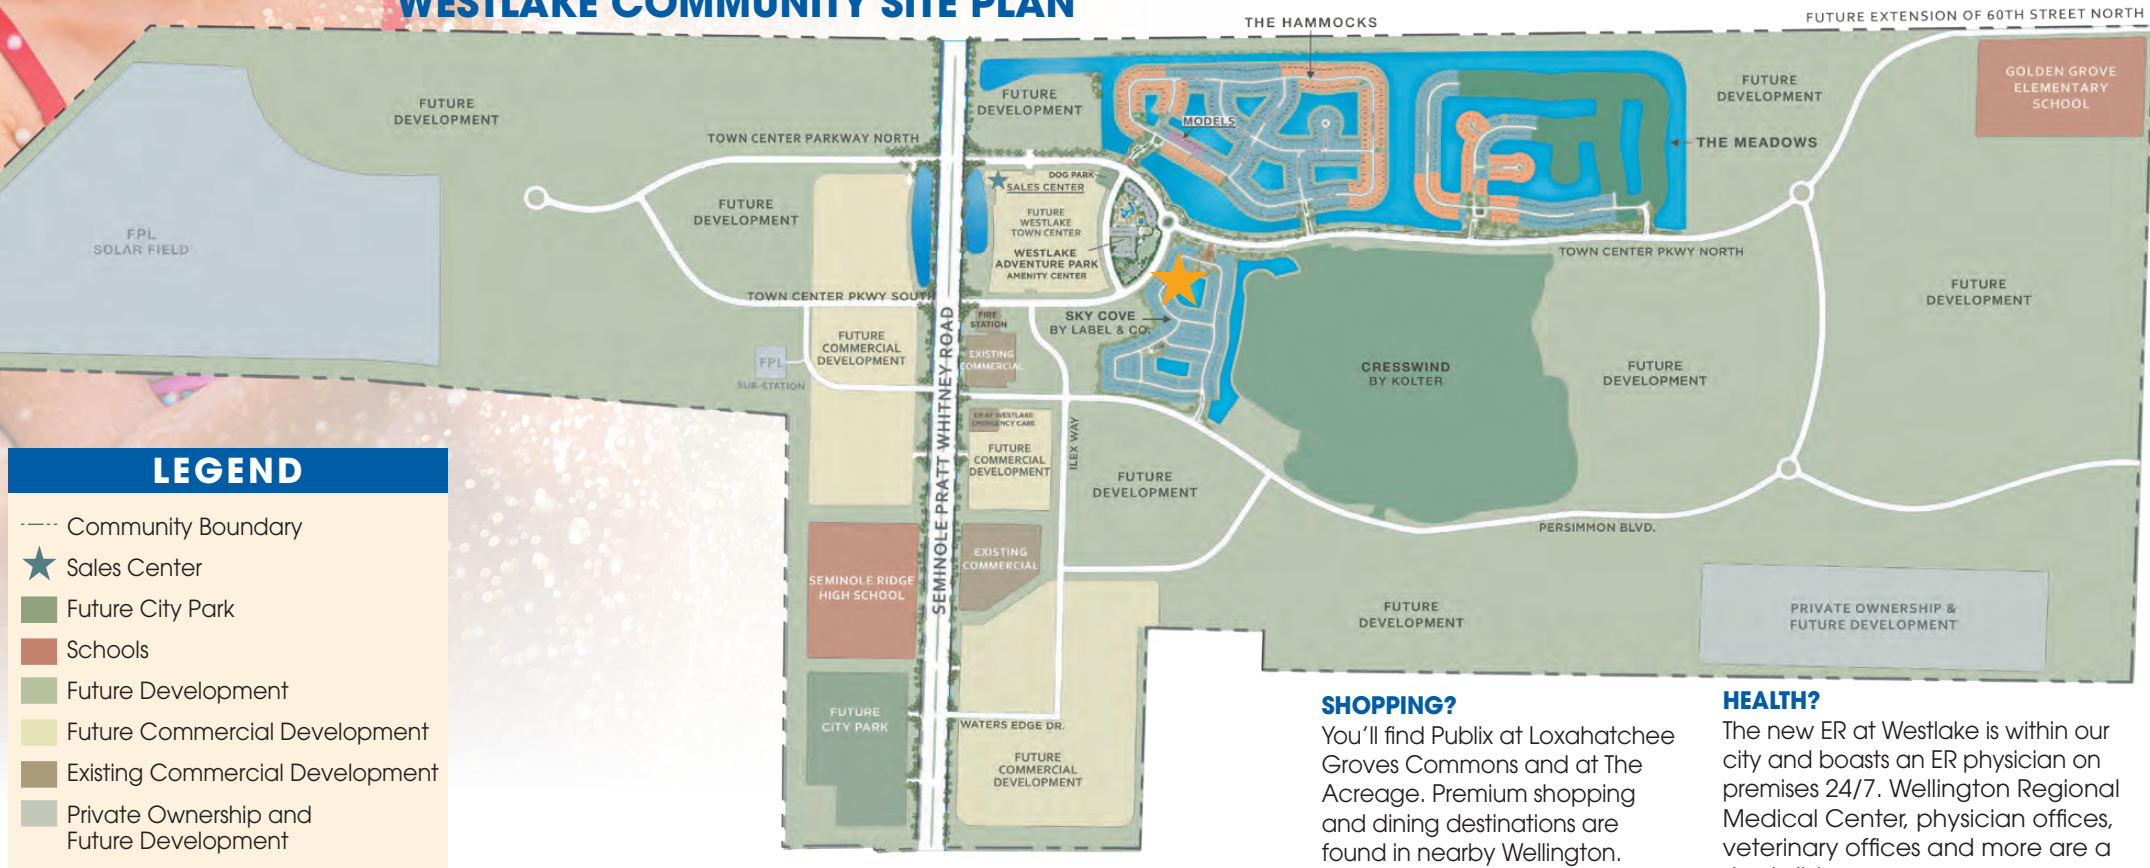 WESTLAKE COMMUNITY SITE PLAN
THE HAMMOCKS
FUTURE EXTENSION OF 60TH STREET NORTH
FUTURE
DEVELOPMENT
FUTURE
DEVELOPMENT
MODELS
FUTURE
DEVELOPMENT
GOLDEN GROVE
ELEMENTARY
SCHOOL
TOWN CENTER PARKWAY NORTH
THE MEADOWS
DOG PARK
SALES CENTER
FUTURE
DEVELOPMENT
FUTURE
WESTLAKE
TOWN CENTER
WESTLAKE
ADVENTURE PARK
AMENITY CENTER
FPL
SOLAR FIELD
TOWN CENTER PKWY NORTH
FUTURE
DEVELOPMENT
TOWN CENTER PKWY SOUTH
SEMINOLE PRATT WHITNEY ROAD
FIRE
STATION
SKY COVE
BY LABEL & CO.
FUTURE
COMMERCIAL
DEVELOPMENT
EXISTING
COMMERCIAL
FPL
SUB-STATION
CRESSWIND
BY KOLTER
FUTURE
DEVELOPMENT
ER AT WESTLAKE
EMERGENCY CARE
FUTURE
COMMERCIAL
DEVELOPMENT
ILEX WAY
FUTURE
DEVELOPMENT
PERSIMMON BLVD.
EXISTING
COMMERCIAL
SEMINOLE RIDGE
HIGH SCHOOL
FUTURE
DEVELOPMENT
PRIVATE OWNERSHIP &
FUTURE DEVELOPMENT
FUTURE
CITY PARK
WATERS EDGE DR.
FUTURE
COMMERCIAL
DEVELOPMENT
LEGEND
Community Boundary
Sales Center
Future City Park
Schools
Future Development
Future Commercial Development
Existing Commercial Development
Private Ownership and
Future Development
SHOPPING?
You'll find Publix at Loxahatchee
Groves Commons and at The
Acreage. Premium shopping
and dining destinations are
found in nearby Wellington.
HEALTH?
The new ER at Westlake is within our
city and boasts an ER physician on
premises 24/7. Wellington Regional
Medical Center, physician offices,
veterinary offices and more are a